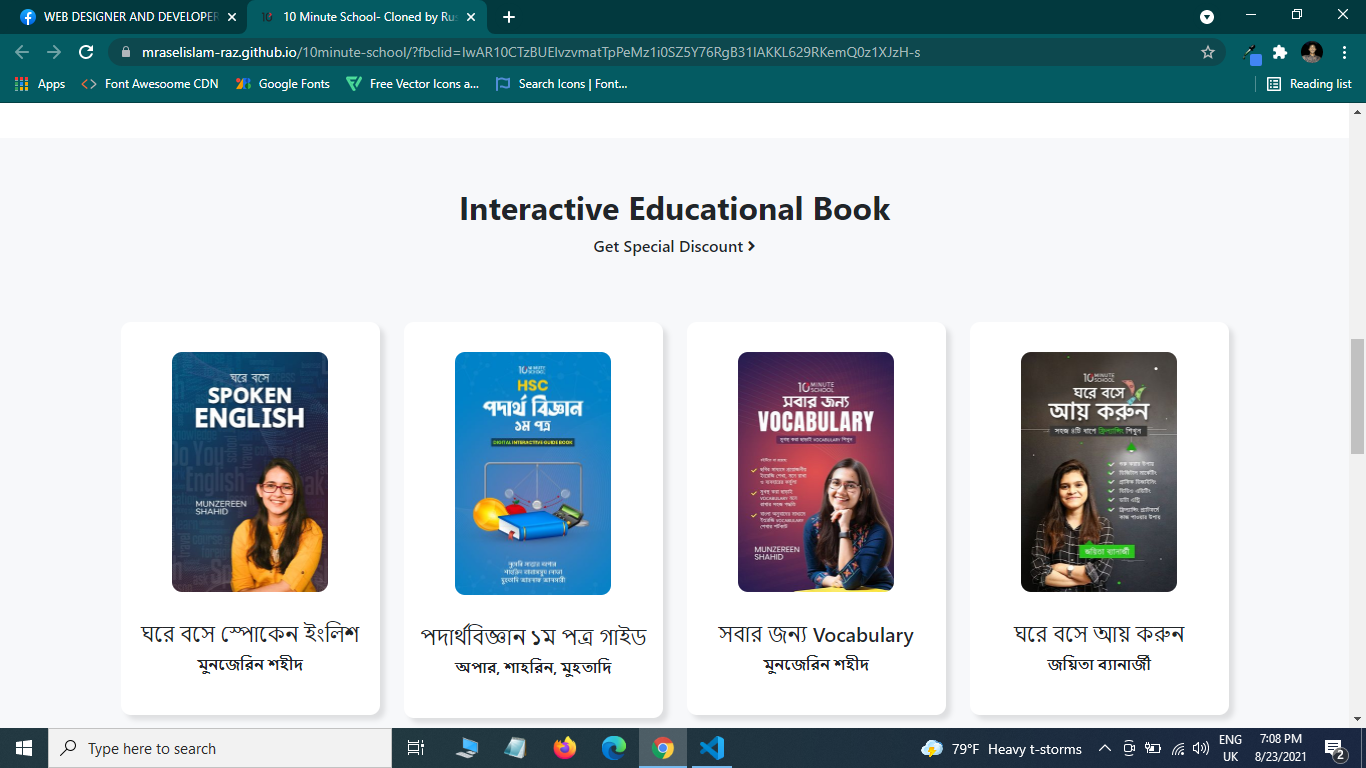 WEB DESIGNER AND DEVELOPER
10 Minute School- Cloned by Rus
mraselislam-raz.github.io/10minute-school/?fbclid=IwAR10CTzBUElvzvmatTpPeMz1i0SZ5Y76RgB31IAKKL629RKemQ0z1XJzH-s
Apps
Font Awesoome CDN
Google Fonts
Free Vector Icons a...
Search Icons | Font...
Reading list
Interactive Educational Book
Get Special Discount
ঘরে বসে
SPOKEN
ENGLISH
MUNZEREEN
SHAHID
ঘরে বসে স্পোকেন ইংলিশ
মুনজেরিন শহীদ
10 MINUTE
SCHOOL
HSC
পদার্থ বিজ্ঞান
১ম পত্র
DIGITAL INTERACTIVE GUIDE BOOK
পদার্থবিজ্ঞান ১ম পত্র গাইড
অপার, শাহরিন, মুহতাদি
10 MINUTE
SCHOOL
সবার জন্য
VOCABULARY
MUNZEREEN
SHAHID
সবার জন্য Vocabulary
মুনজেরিন শহীদ
10 MINUTE
SCHOOL
ঘরে বসে
আয় করুন
সহজ ৪টি ধাপে ফ্রিল্যান্সিং শিখুন
জয়িতা ব্যানার্জী
ঘরে বসে আয় করুন
জয়িতা ব্যানার্জী
Type here to search
79°F Heavy t-storms
ENG
UK
7:08 PM
8/23/2021
2